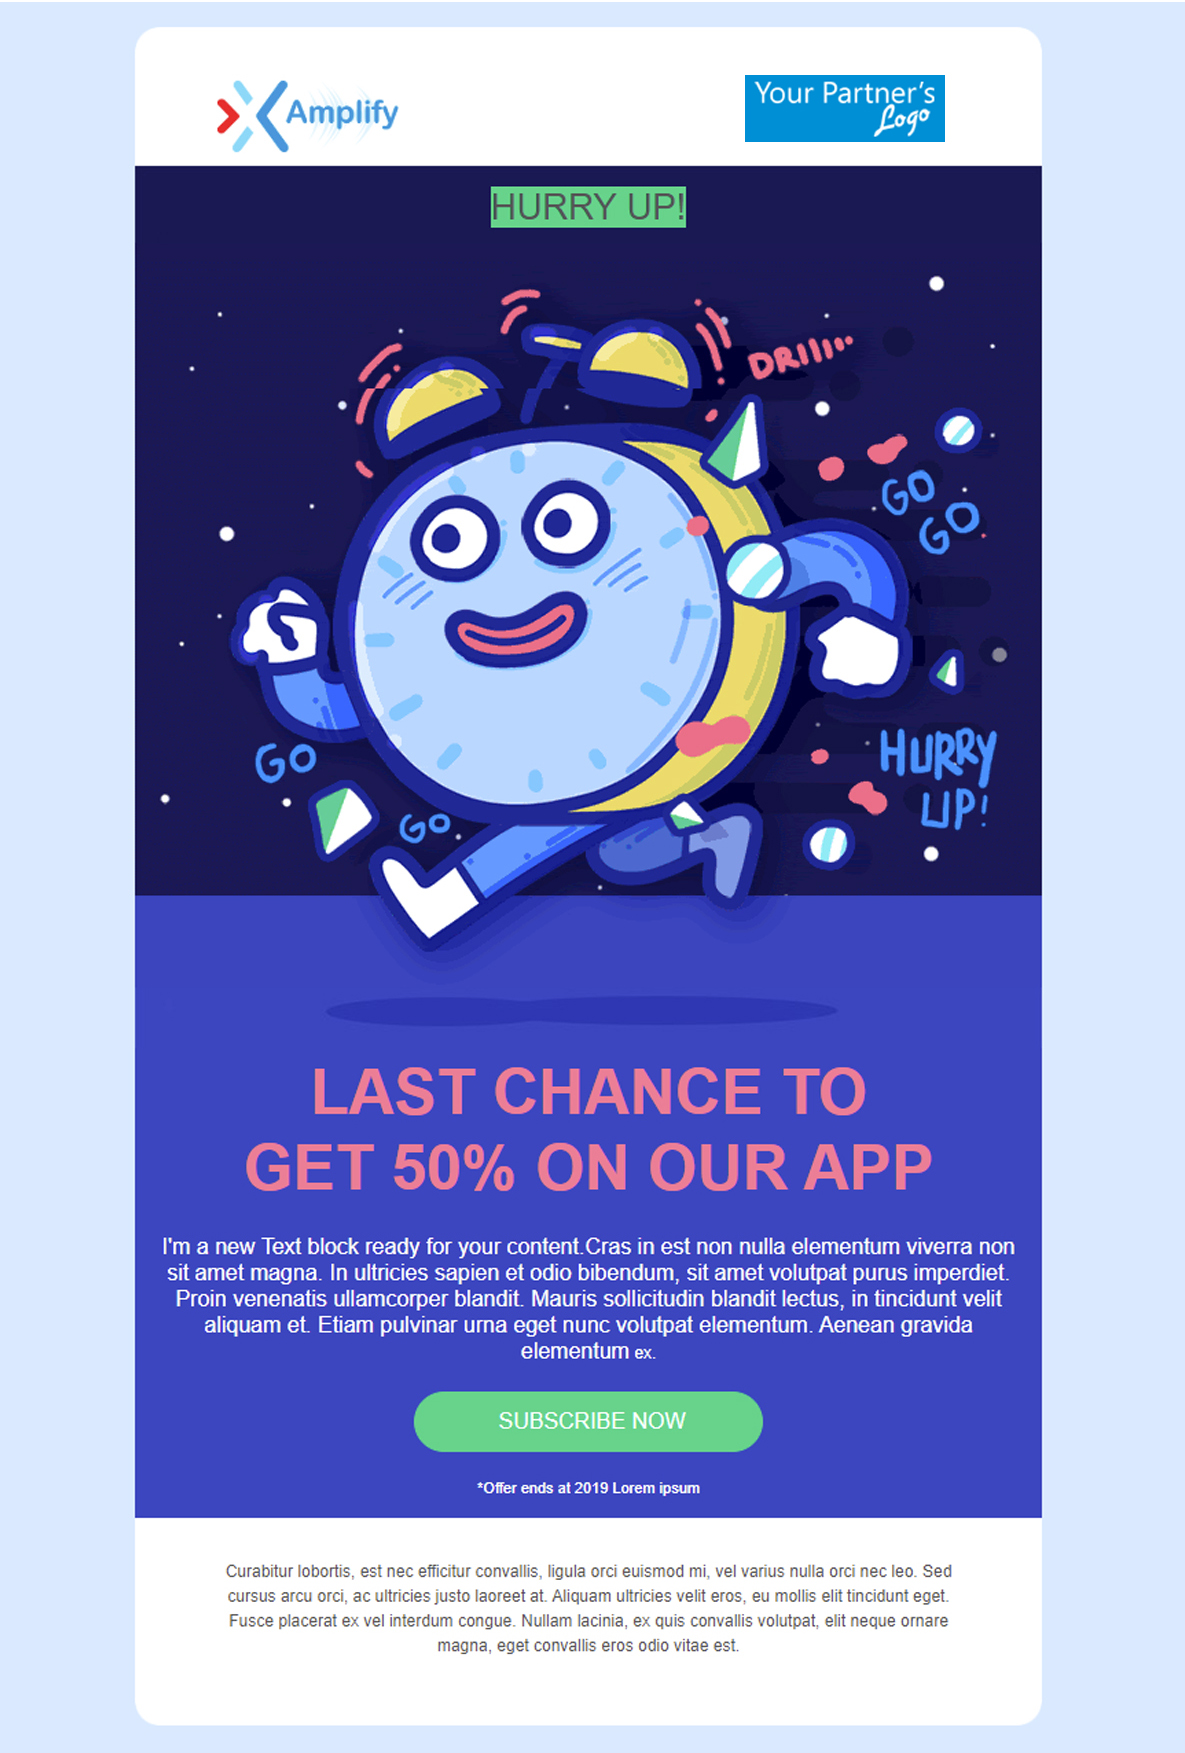 Amplify
Your Partner's
Logo
HURRY UP!
DRIIIII
GO
GO
GO
GO
HURRY
UP!
LAST CHANCE TO
GET 50% ON OUR APP
I'm a new Text block ready for your content.Cras in est non nulla elementum viverra non
sit amet magna. In ultricies sapien et odio bibendum, sit amet volutpat purus imperdiet.
Proin venenatis ullamcorper blandit. Mauris sollicitudin blandit lectus, in tincidunt velit
aliquam et. Etiam pulvinar urna eget nunc volutpat elementum. Aenean gravida
elementum ex.
SUBSCRIBE NOW
*Offer ends at 2019 Lorem ipsum
Curabitur lobortis, est nec efficitur convallis, ligula orci euismod mi, vel varius nulla orci nec leo. Sed
cursus arcu orci, ac ultricies justo laoreet at. Aliquam ultricies velit eros, eu mollis elit tincidunt eget.
Fusce placerat ex vel interdum congue. Nullam lacinia, ex quis convallis volutpat, elit neque ornare
magna, eget convallis eros odio vitae est.